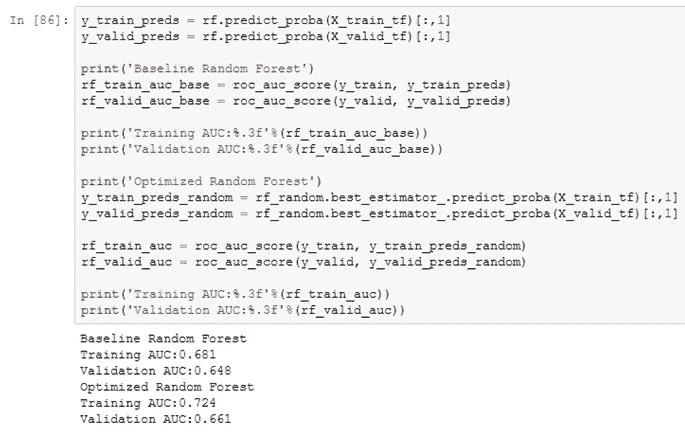 In [86]: y_train_preds = rf.predict_proba(X_train_tf)[:,1]
y_valid_preds = rf.predict_proba(X_valid_tf)[:,1]
print('Baseline Random Forest')
rf_train_auc_base = roc_auc_score(y_train, y_train_preds)
rf_valid_auc_base = roc_auc_score(y_valid, y_valid_preds)
print('Training AUC:%.3f'%(rf_train_auc_base))
print('Validation AUC:%.3f'%(rf_valid_auc_base))
print('Optimized Random Forest')
y_train_preds_random = rf_random.best_estimator_.predict_proba(X_train_tf)[:,1]
y_valid_preds_random = rf_random.best_estimator_.predict_proba(X_valid_tf)[:,1]
rf_train_auc = roc_auc_score(y_train, y_train_preds_random)
rf_valid_auc = roc_auc_score(y_valid, y_valid_preds_random)
print('Training AUC:%.3f'%(rf_train_auc))
print('Validation AUC:%.3f'%(rf_valid_auc))
Baseline Random Forest
Training AUC:0.681
Validation AUC:0.648
Optimized Random Forest
Training AUC:0.724
Validation AUC:0.661